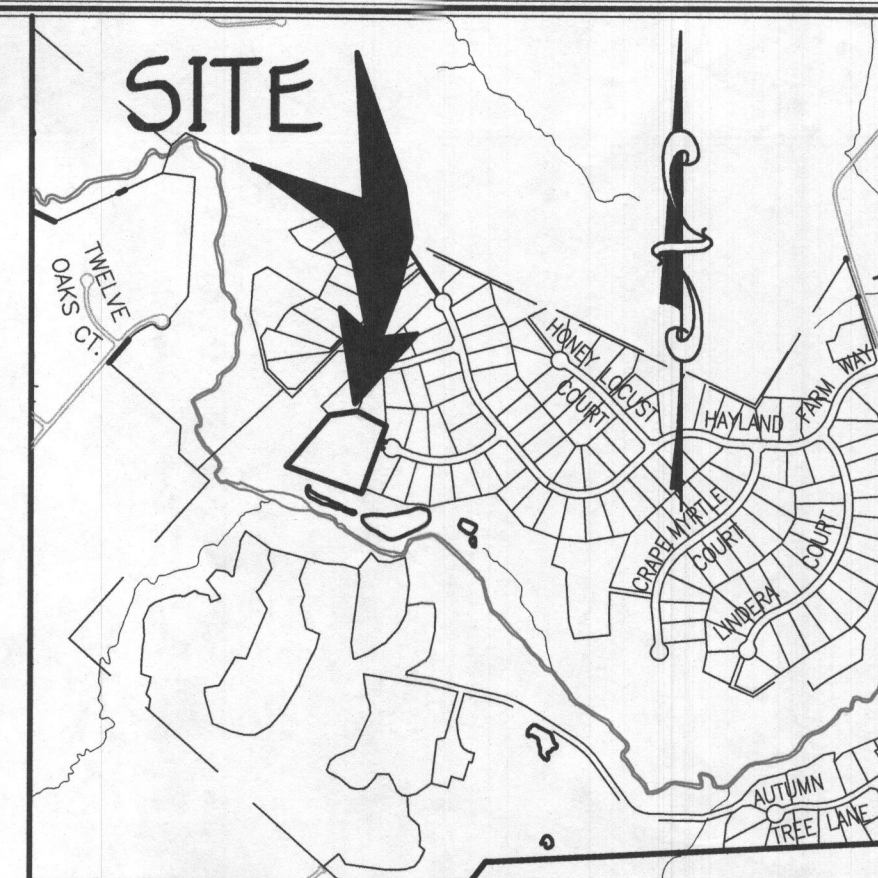 SITE
TWELVE
OAKS CT.
HONEY LOCUST
COURT
HAYLAND FARM WAY
CRAPE MYRTLE
COURT
LINDERA
COURT
AUTUMN
TREE LANE